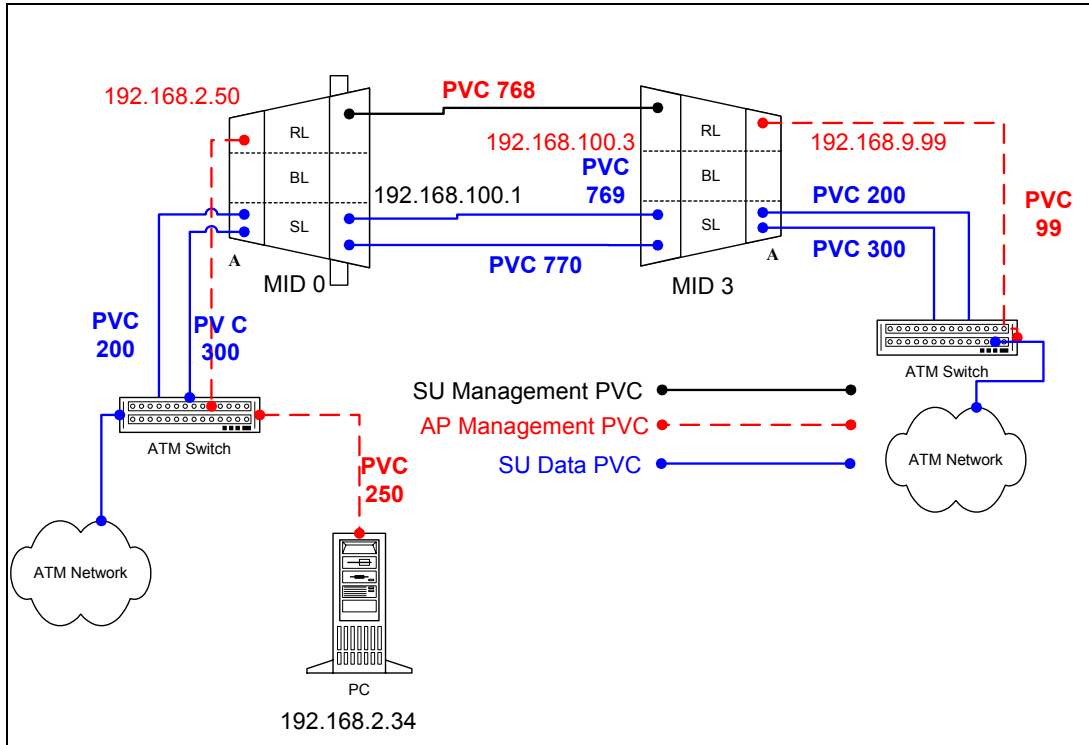 PVC 768
192.168.2.50
RL
BL
SL
A
MID 0
192.168.100.1
192.168.100.3
PVC
769
PVC 770
RL
BL
SL
A
MID 3
192.168.9.99
PVC 200
PVC 300
PVC
99
PVC
200
PV C
300
ATM Switch
ATM Switch
SU Management PVC
AP Management PVC
SU Data PVC
PVC
250
ATM Network
ATM Network
PC
192.168.2.34